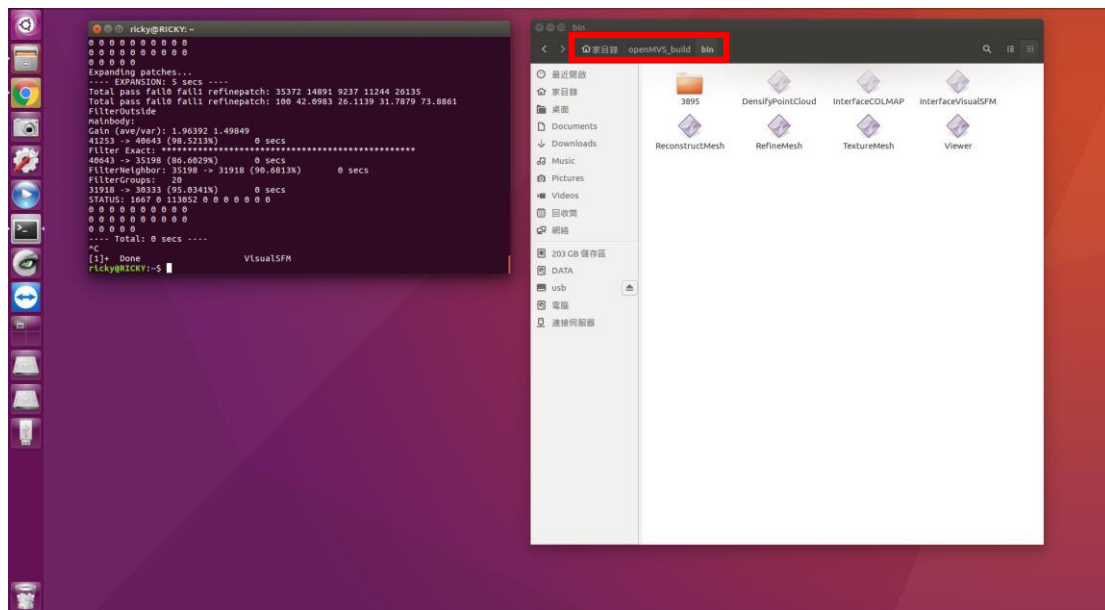 ricky@RICKY: ~
0 0 0 0 0 0 0 0 0 0
0 0 0 0 0 0 0 0 0 0
0 0 0 0 0
Expanding patches...
---- EXPANSION: 5 secs ----
Total pass fail0 fail1 refinepatch: 35372 14891 9237 11244 26135
Total pass fail0 fail1 refinepatch: 100 42.0983 26.1139 31.7879 73.8861
FilterOutside
mainbody:
Gain (ave/var): 1.96392 1.49849
41253 -> 40643 (98.5213%) 0 secs
Filter Exact: ****************************************************
40643 -> 35198 (86.6029%) 0 secs
FilterNeighbor: 35198 -> 31918 (90.6813%) 0 secs
FilterGroups: 20
31918 -> 30333 (95.0341%) 0 secs
STATUS: 1667 0 113052 0 0 0 0 0 0 0
0 0 0 0 0 0 0 0 0 0
0 0 0 0 0 0 0 0 0 0
0 0 0 0 0
---- Total: 0 secs ----
^C
[1]+ Done VisualSFM
ricky@RICKY:~$
bin
家目錄 openMVS_build bin
最近開啟
家目錄
桌面
Documents
Downloads
Music
Pictures
Videos
回收筒
網絡
203 GB 儲存區
DATA
usb
電腦
連接伺服器
3895 DensifyPointCloud InterfaceCOLMAP InterfaceVisualSFM
ReconstructMesh RefineMesh TextureMesh Viewer